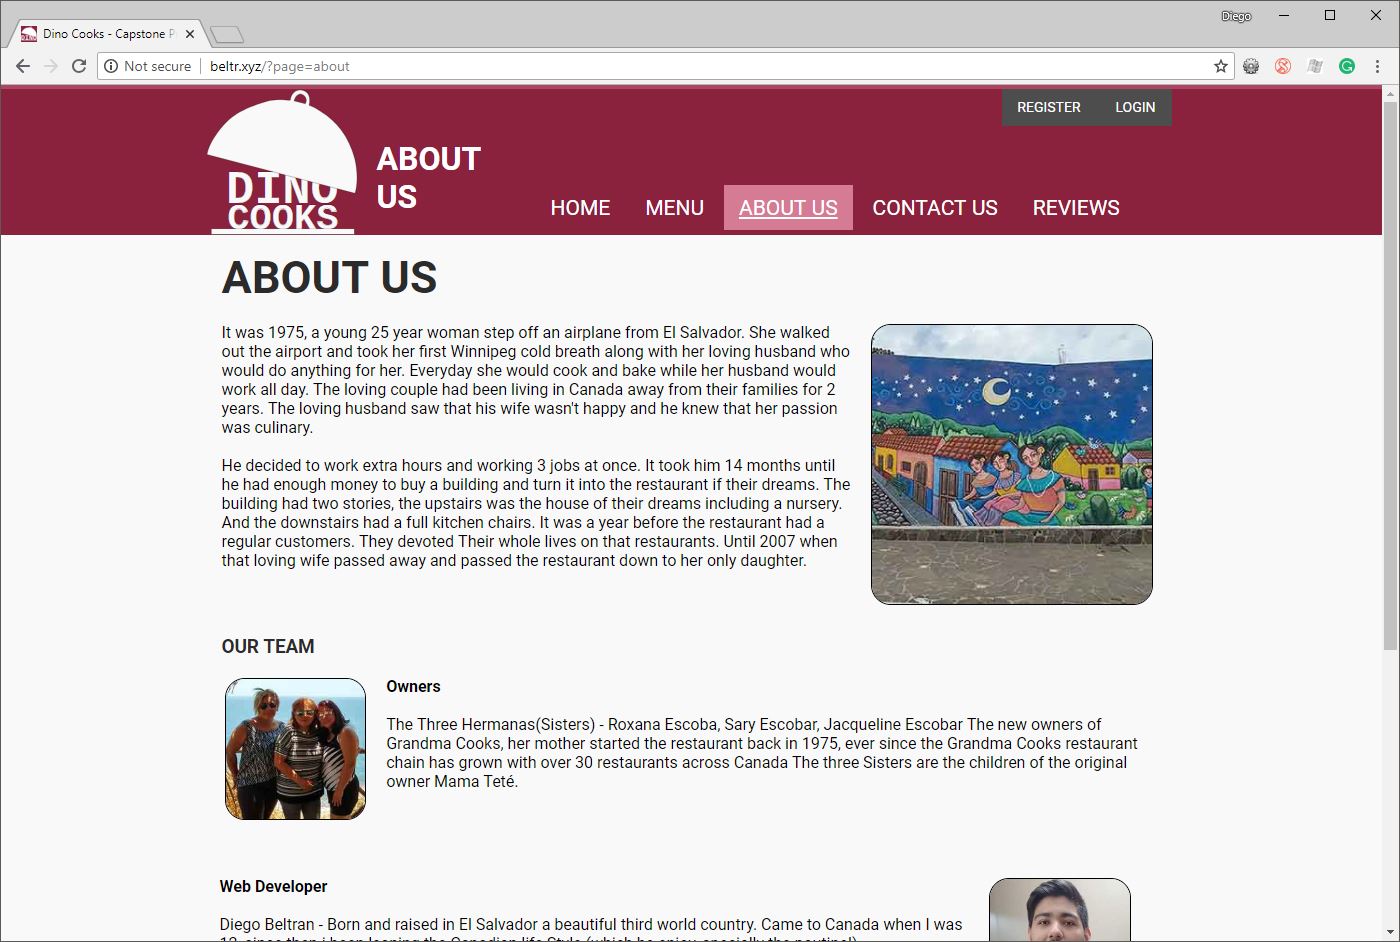 Diego
Dino Cooks - Capstone P
Not secure
beltr.xyz/?page=about
REGISTER
LOGIN
DINO
COOKS
ABOUT
US
HOME
MENU
ABOUT US
CONTACT US
REVIEWS
ABOUT US
It was 1975, a young 25 year woman step off an airplane from El Salvador. She walked
out the airport and took her first Winnipeg cold breath along with her loving husband who
would do anything for her. Everyday she would cook and bake while her husband would
work all day. The loving couple had been living in Canada away from their families for 2
years. The loving husband saw that his wife wasn't happy and he knew that her passion
was culinary.
He decided to work extra hours and working 3 jobs at once. It took him 14 months until
he had enough money to buy a building and turn it into the restaurant if their dreams. The
building had two stories, the upstairs was the house of their dreams including a nursery.
And the downstairs had a full kitchen chairs. It was a year before the restaurant had a
regular customers. They devoted Their whole lives on that restaurants. Until 2007 when
that loving wife passed away and passed the restaurant down to her only daughter.
OUR TEAM
Owners
The Three Hermanas(Sisters) - Roxana Escoba, Sary Escobar, Jacqueline Escobar The new owners of
Grandma Cooks, her mother started the restaurant back in 1975, ever since the Grandma Cooks restaurant
chain has grown with over 30 restaurants across Canada The three Sisters are the children of the original
owner Mama Teté.
Web Developer
Diego Beltran - Born and raised in El Salvador a beautiful third world country. Came to Canada when I was
since then i been the Canadian life Style (which he enjoy, specially the poutine!)